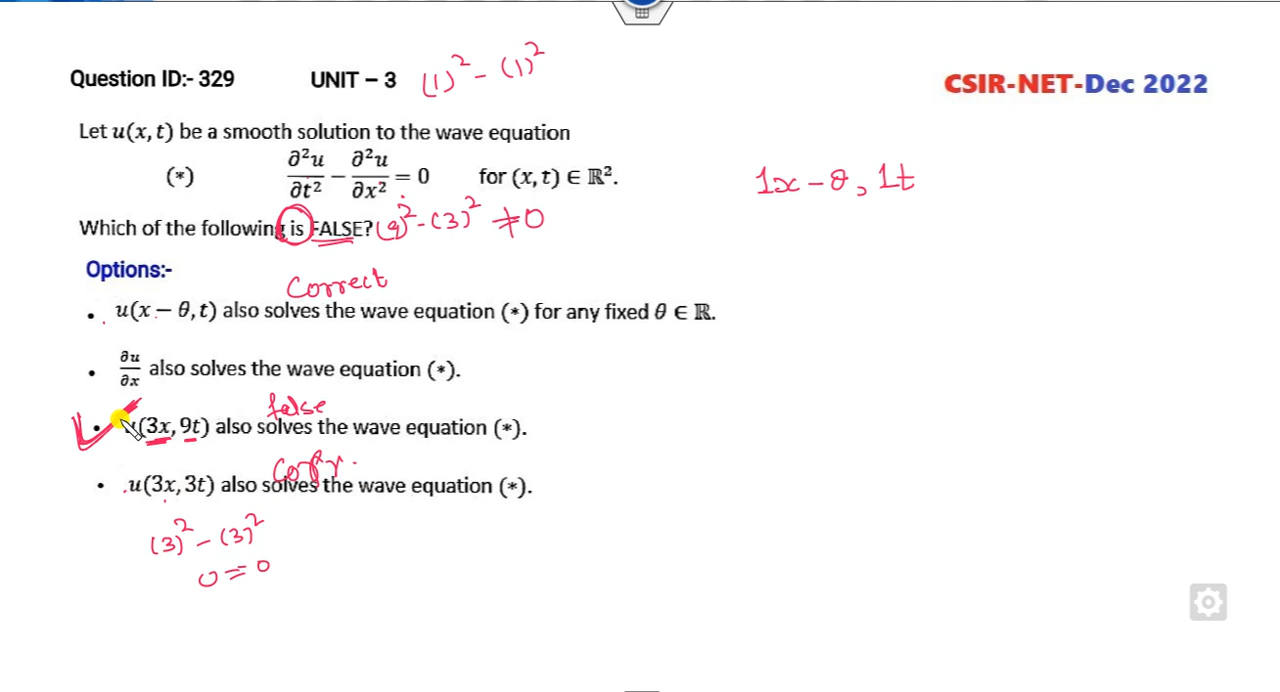 Question ID:- 329 UNIT – 3 (1)² - (1)² CSIR-NET-Dec 2022
Let u(x, t) be a smooth solution to the wave equation
(*) ∂²u/∂t² − ∂²u/∂x² = 0 for (x, t) ∈ ℝ². 1x - θ, 1t
Which of the following is FALSE? (9)² - (3)² ≠ 0
Options:-
Correct
• u(x − θ, t) also solves the wave equation (*) for any fixed θ ∈ ℝ.
• ∂u/∂x also solves the wave equation (*).
false
• u(3x, 9t) also solves the wave equation (*).
• u(3x, 3t) also solves the wave equation (*).
(3)² - (3)²
0 = 0